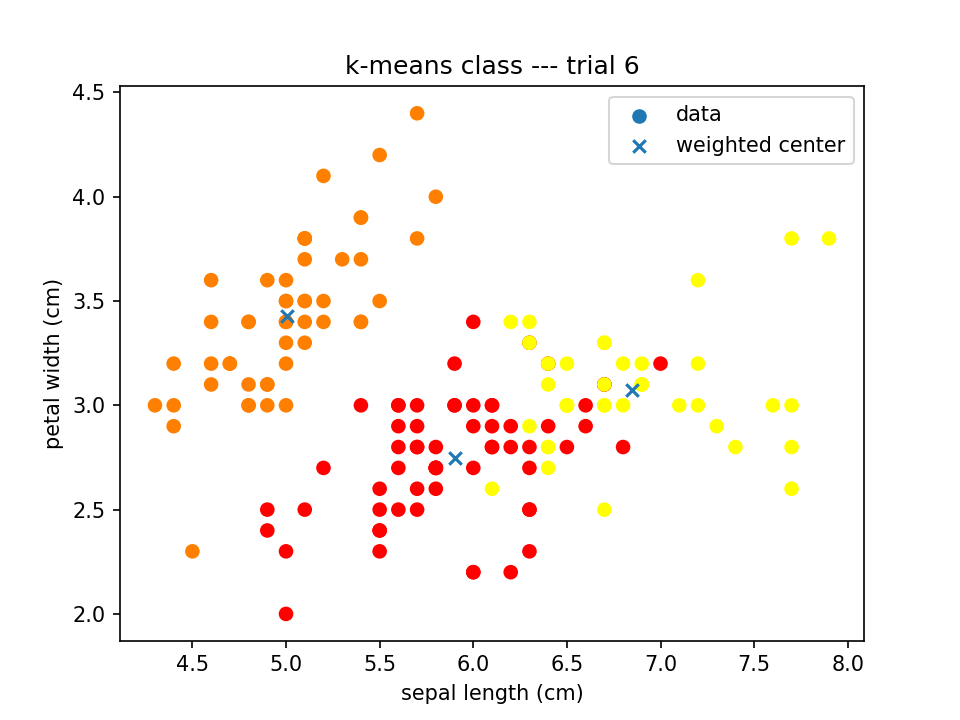 k-means class --- trial 6
data
weighted center
4.5
4.0
3.5
3.0
2.5
2.0
petal width (cm)
4.5 5.0 5.5 6.0 6.5 7.0 7.5 8.0
sepal length (cm)